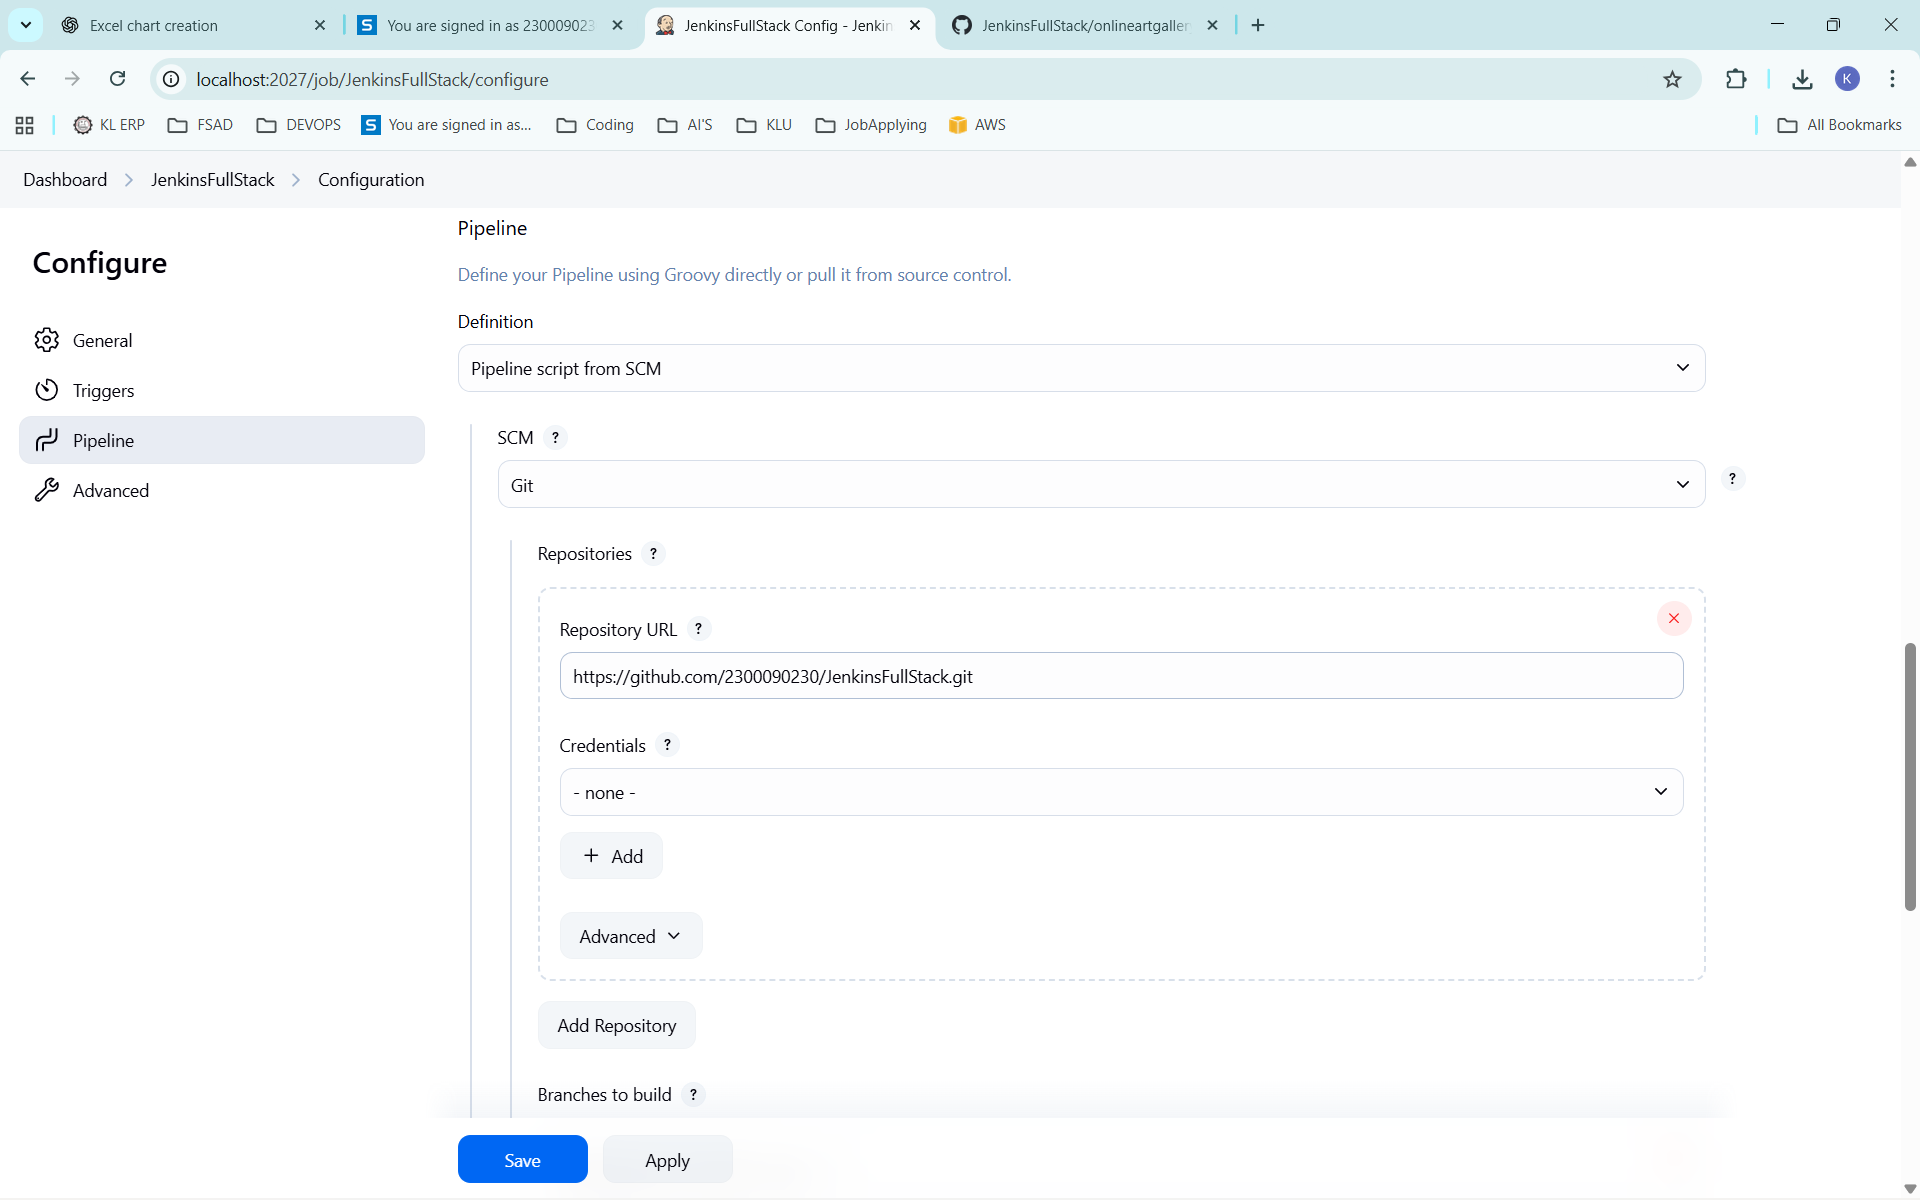 Excel chart creation
You are signed in as 230009023
JenkinsFullStack Config - Jenkin
JenkinsFullStack/onlineartgaller
localhost:2027/job/JenkinsFullStack/configure
K
KL ERP
FSAD
DEVOPS
S You are signed in as...
Coding
AI'S
KLU
JobApplying
AWS
All Bookmarks
Dashboard > JenkinsFullStack > Configuration
Configure
General
Triggers
Pipeline
Advanced
Pipeline
Define your Pipeline using Groovy directly or pull it from source control.
Definition
Pipeline script from SCM
SCM ?
Git
?
Repositories ?
Repository URL ?
https://github.com/2300090230/JenkinsFullStack.git
Credentials ?
- none -
+ Add
Advanced
Add Repository
Branches to build ?
Save
Apply